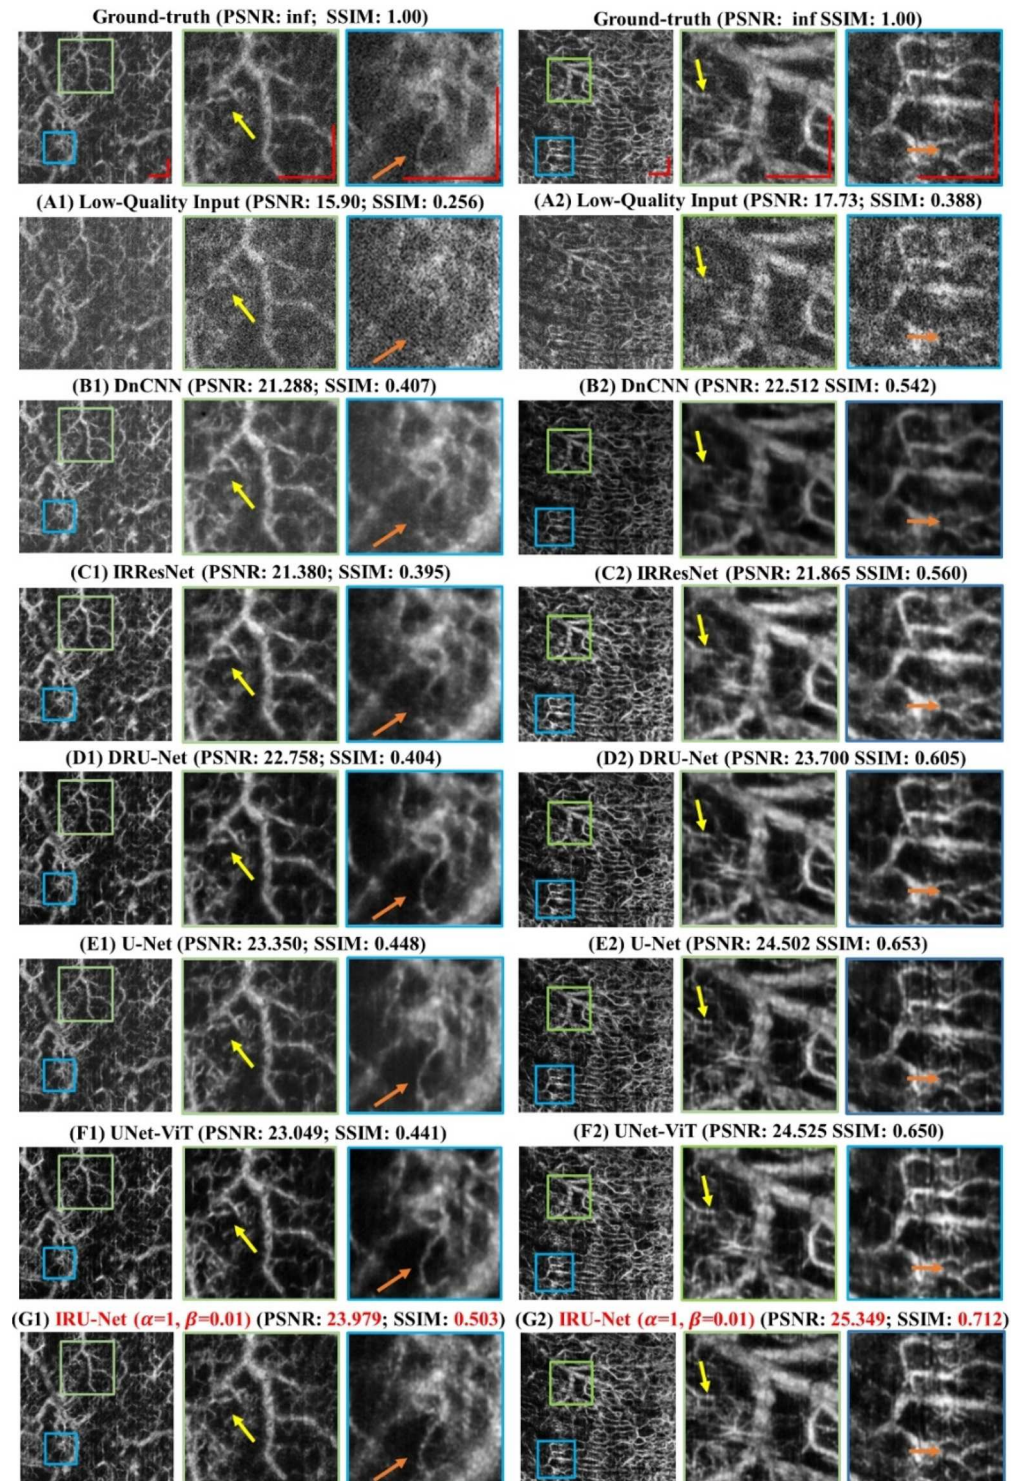 Ground-truth (PSNR: inf; SSIM: 1.00)
Ground-truth (PSNR: inf SSIM: 1.00)
(A1) Low-Quality Input (PSNR: 15.90; SSIM: 0.256)
(A2) Low-Quality Input (PSNR: 17.73; SSIM: 0.388)
(B1) DnCNN (PSNR: 21.288; SSIM: 0.407)
(B2) DnCNN (PSNR: 22.512 SSIM: 0.542)
(C1) IRResNet (PSNR: 21.380; SSIM: 0.395)
(C2) IRResNet (PSNR: 21.865 SSIM: 0.560)
(D1) DRU-Net (PSNR: 22.758; SSIM: 0.404)
(D2) DRU-Net (PSNR: 23.700 SSIM: 0.605)
(E1) U-Net (PSNR: 23.350; SSIM: 0.448)
(E2) U-Net (PSNR: 24.502 SSIM: 0.653)
(F1) UNet-ViT (PSNR: 23.049; SSIM: 0.441)
(F2) UNet-ViT (PSNR: 24.525 SSIM: 0.650)
(G1) IRU-Net (α=1, β=0.01) (PSNR: 23.979; SSIM: 0.503)
(G2) IRU-Net (α=1, β=0.01) (PSNR: 25.349; SSIM: 0.712)